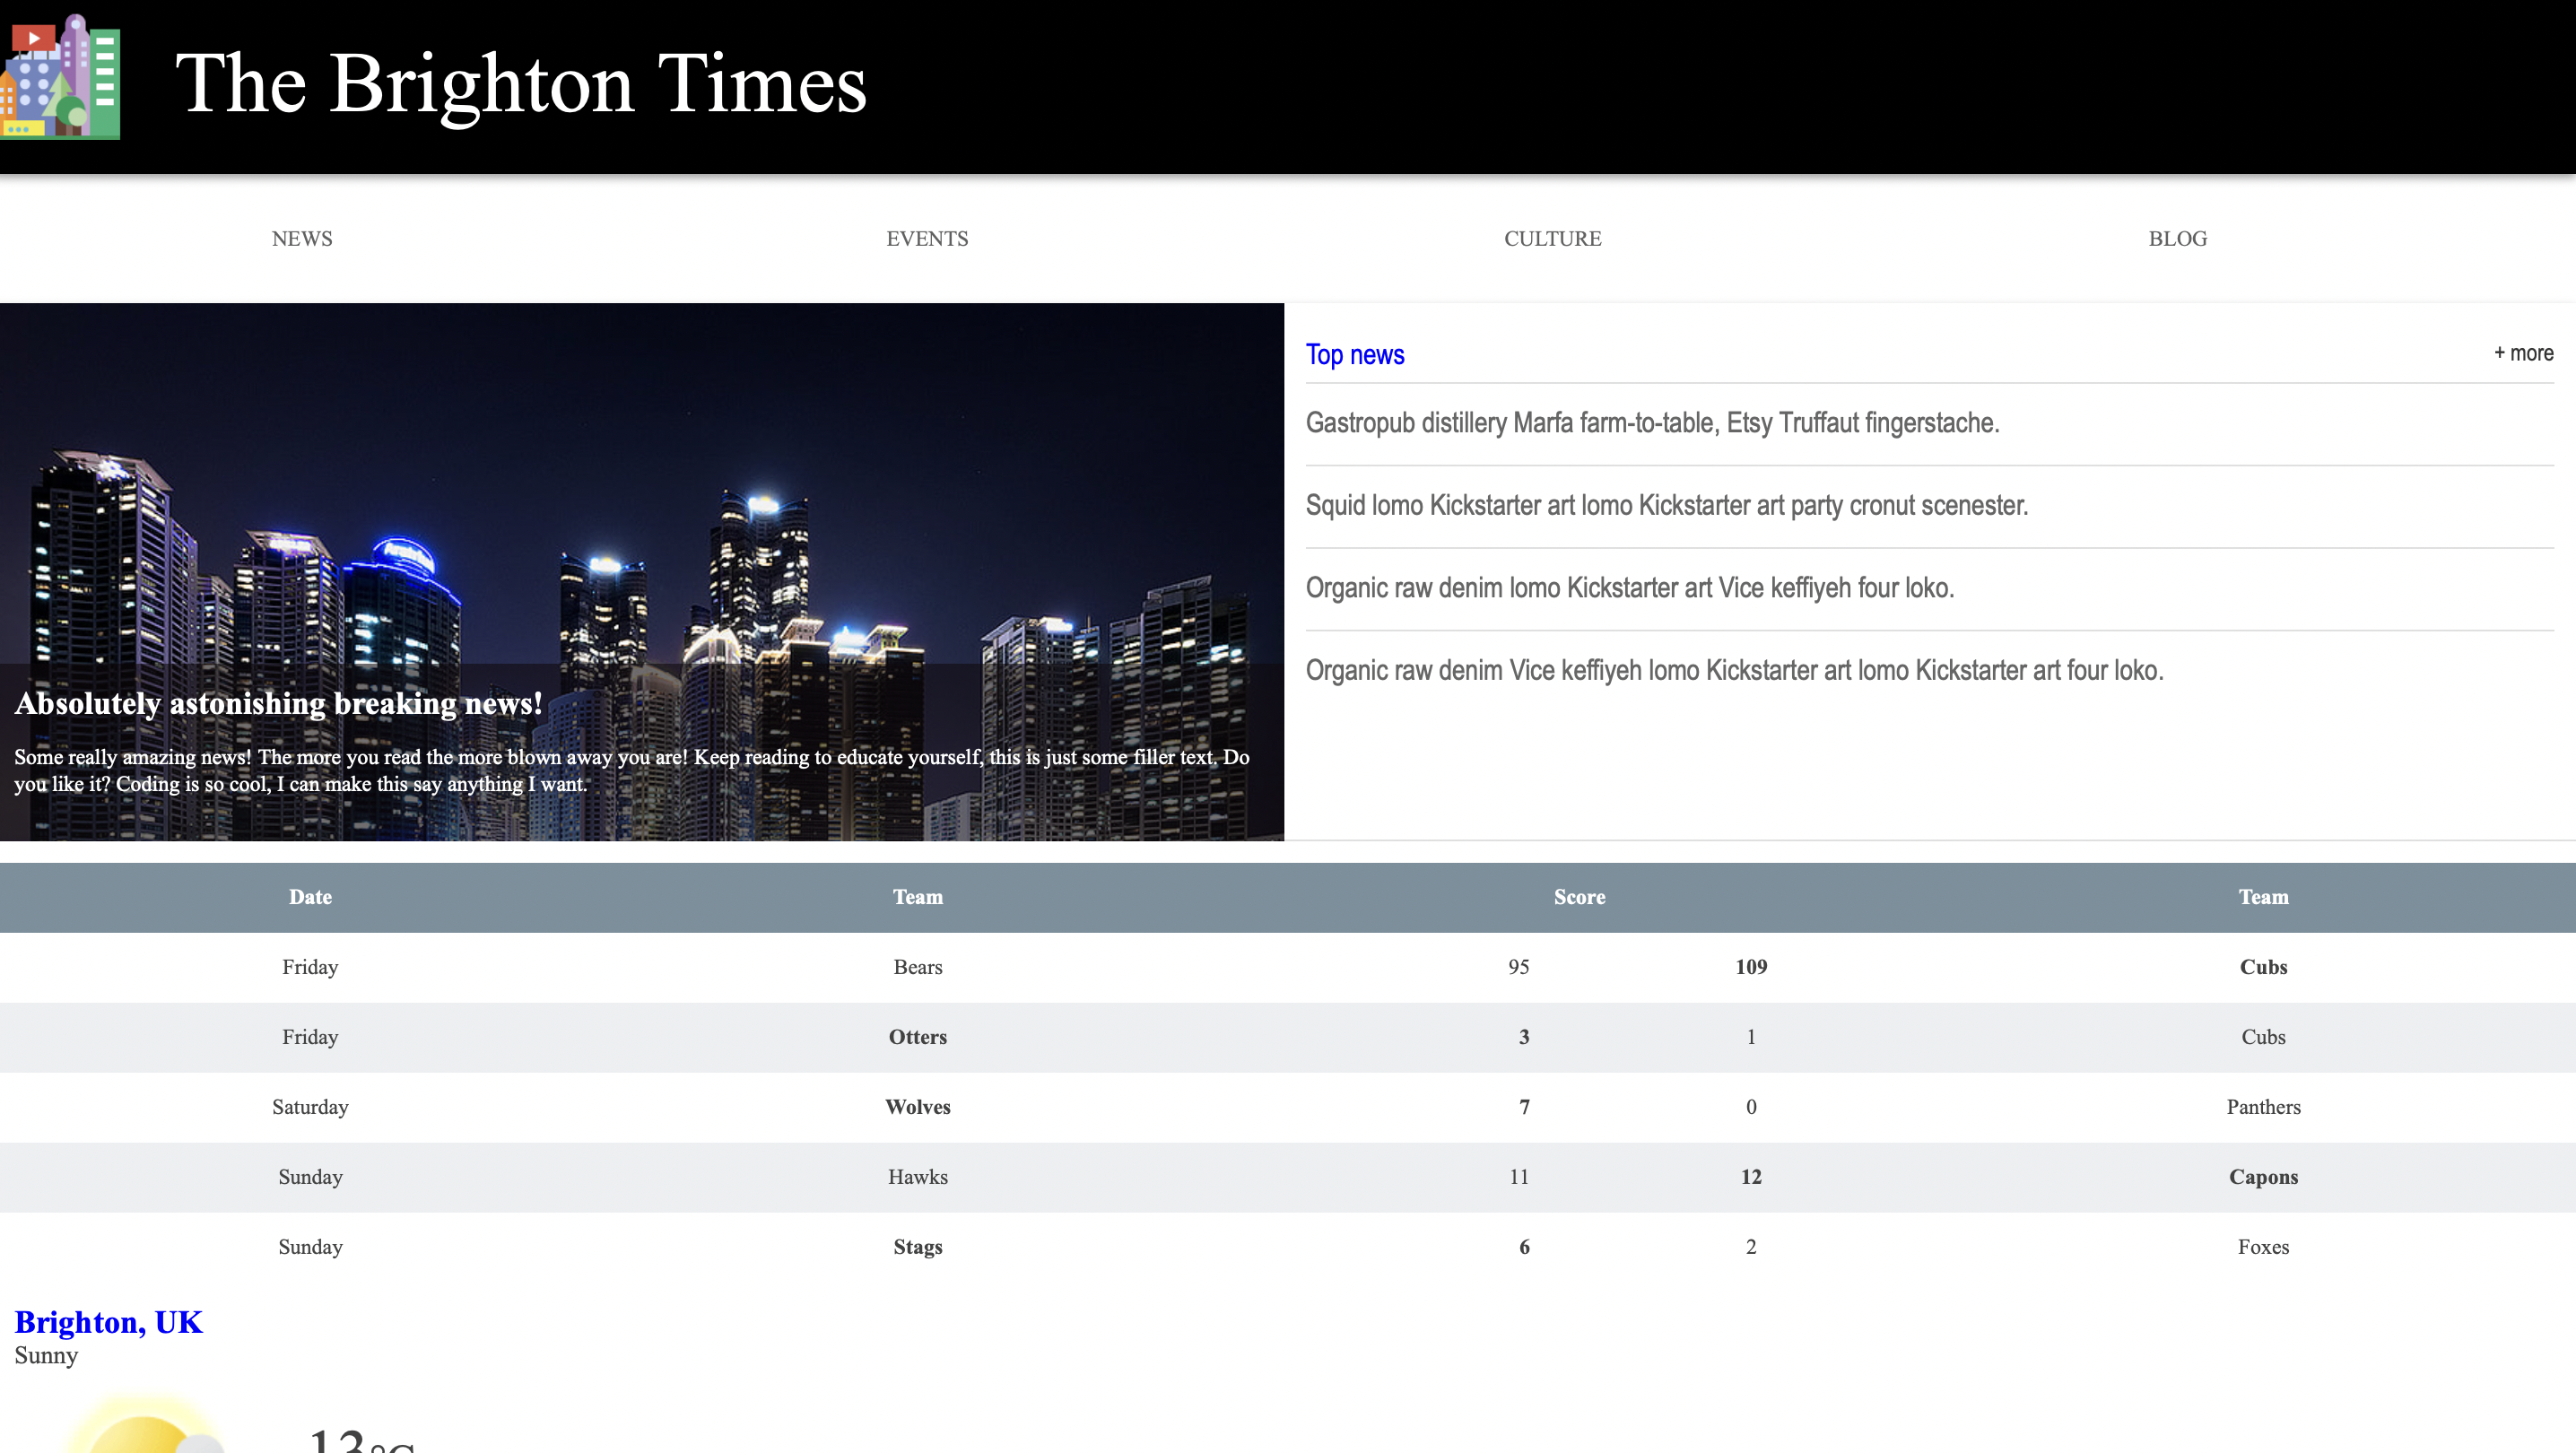 The Brighton Times
NEWS EVENTS CULTURE BLOG
Absolutely astonishing breaking news!
Some really amazing news! The more you read the more blown away you are! Keep reading to educate yourself, this is just some filler text. Do
you like it? Coding is so cool, I can make this say anything I want.
Top news + more
Gastropub distillery Marfa farm-to-table, Etsy Truffaut fingerstache.
Squid lomo Kickstarter art lomo Kickstarter art party cronut scenester.
Organic raw denim lomo Kickstarter art Vice keffiyeh four loko.
Organic raw denim Vice keffiyeh lomo Kickstarter art lomo Kickstarter art four loko.
Date Team Score Team
Friday Bears 95 109 Cubs
Friday Otters 3 1 Cubs
Saturday Wolves 7 0 Panthers
Sunday Hawks 11 12 Capons
Sunday Stags 6 2 Foxes
Brighton, UK
Sunny
13°C